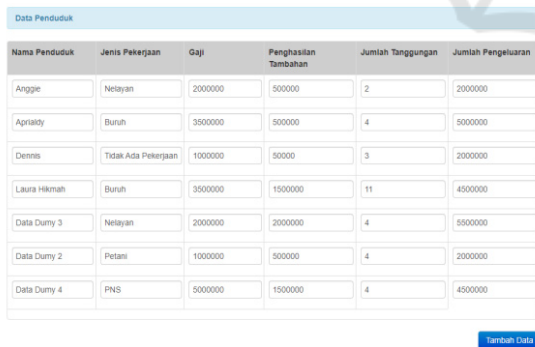 Data Penduduk
Nama Penduduk Jenis Pekerjaan Gaji Penghasilan Tambahan Jumlah Tanggungan Jumlah Pengeluaran
Anggie Nelayan 2000000 500000 2 2000000
Aprialdy Buruh 3500000 500000 4 5000000
Dennis Tidak Ada Pekerjaan 1000000 50000 3 2000000
Laura Hikmah Buruh 3500000 1500000 11 4500000
Data Dumy 3 Nelayan 2000000 2000000 4 5500000
Data Dumy 2 Petani 1000000 500000 4 2000000
Data Dumy 4 PNS 5000000 1500000 4 4500000
Tambah Data